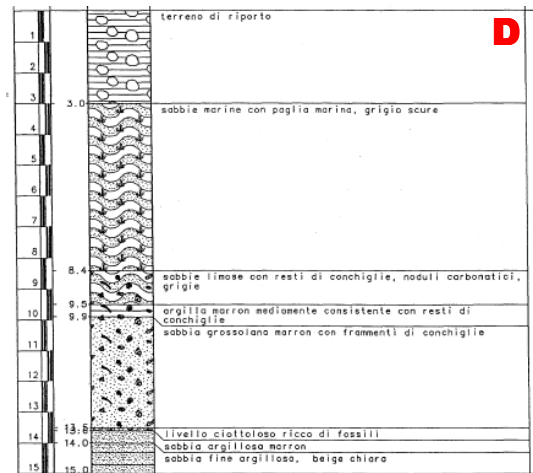 terreno di riporto
D
1
2
3
3.0
sabbie marine con paglia marina, grigio scure
4
5
6
7
8
8.4
sabbie limose con resti di conchiglie, noduli carbonatici,
grigie
9
9.5
argilla marron mediamente consistente con resti di
conchiglie
10
9.9
sabbia grossolana marron con frammenti di conchiglie
11
12
13
13.5
livello ciottoloso ricco di fossili
14
14.0
sabbia argillosa marron
sabbia fine argillosa, beige chiara
15
15.0